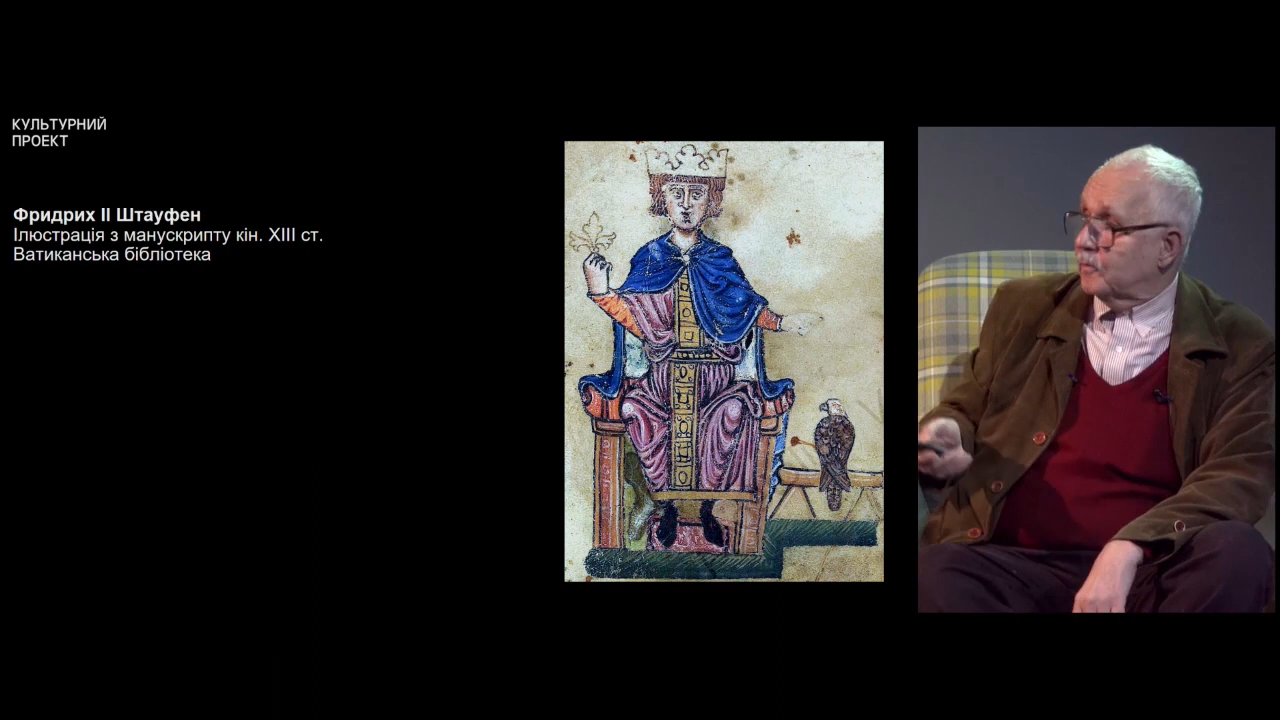 КУЛЬТУРНИЙ
ПРОЕКТ
Фридрих II Штауфен
Ілюстрація з манускрипту кін. XIII ст.
Ватиканська бібліотека